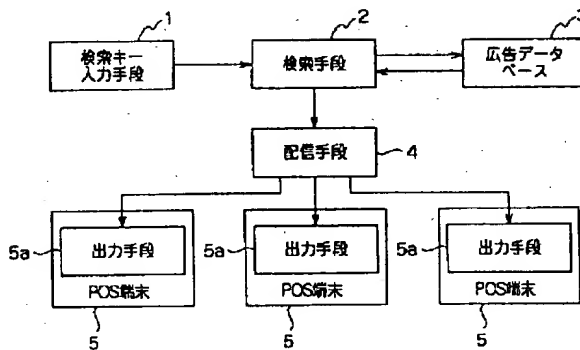 1
2
3
検索キー
入力手段
検索手段
広告データ
ベース
配信手段
4
5a
出力手段
5a
出力手段
5a
出力手段
POS端末
POS端末
POS端末
5
5
5